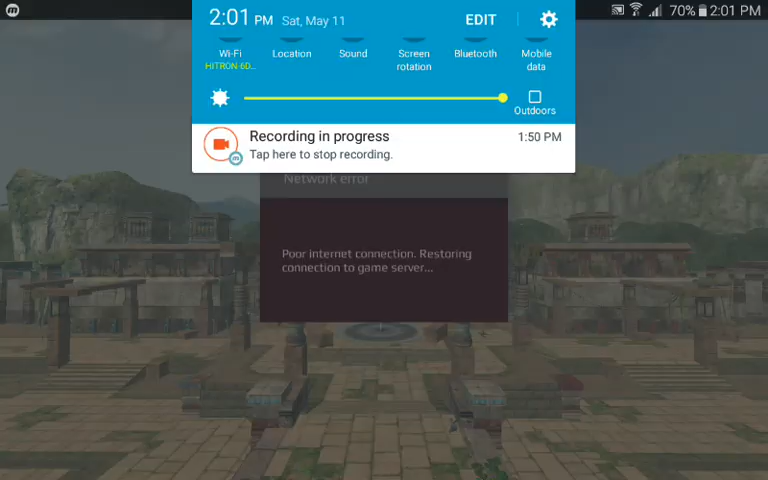 2:01 PM Sat, May 11 EDIT
70% 2:01 PM
Wi-Fi
HITRON 6D...
Location
Sound
Screen
rotation
Bluetooth
Mobile
data
Outdoors
Recording in progress 1:50 PM
Tap here to stop recording.
Network error
Poor internet connection. Restoring
connection to game server...